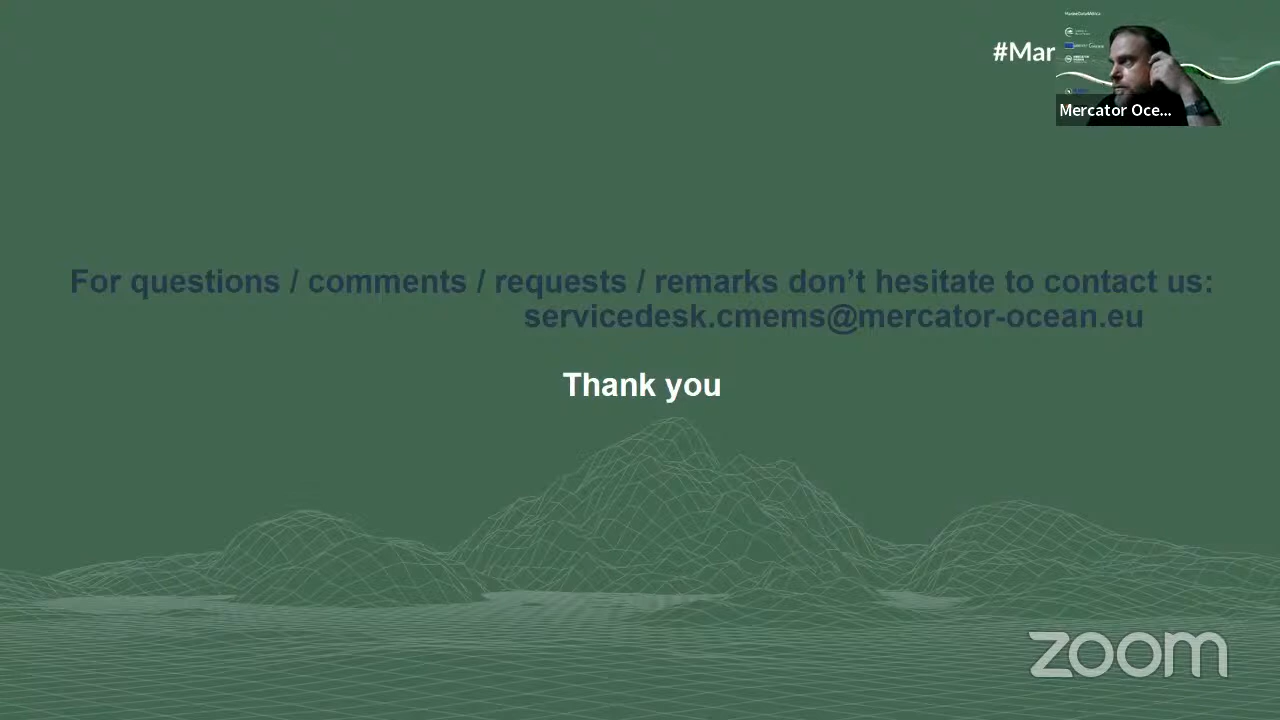 #Mar
Mercator Oce...
For questions / comments / requests / remarks don’t hesitate to contact us:
servicedesk.cmems@mercator-ocean.eu
Thank you
zoom